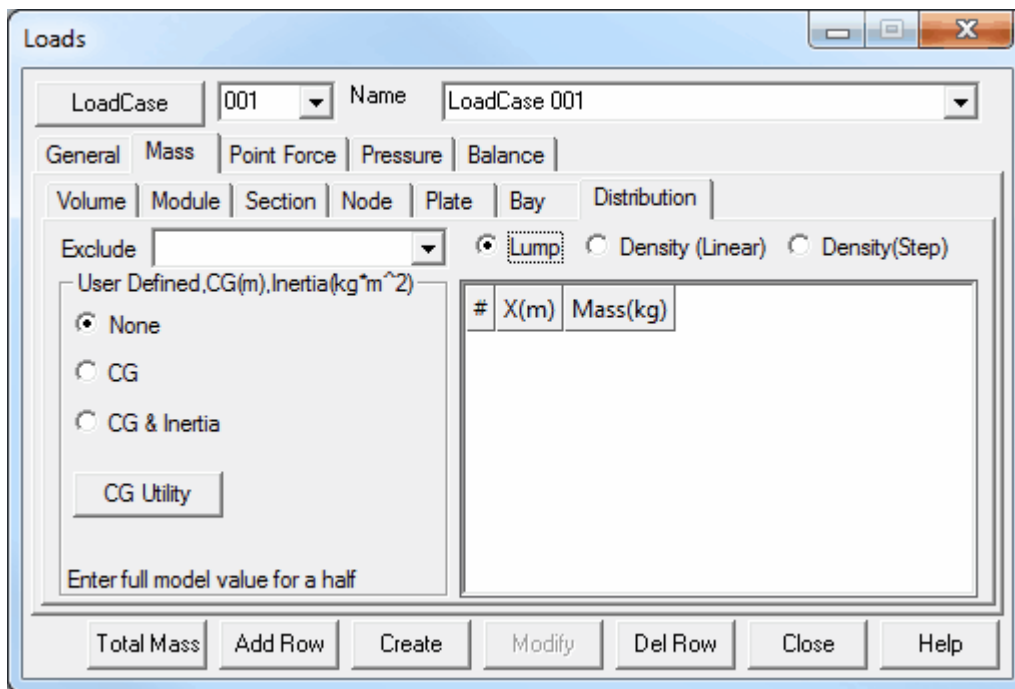 Loads
LoadCase 001 Name LoadCase 001
General Mass Point Force Pressure Balance
Volume Module Section Node Plate Bay Distribution
Exclude Lump Density (Linear) Density(Step)
User Defined,CG(m),Inertia(kg*m^2)
# X(m) Mass(kg)
None
CG
CG & Inertia
CG Utility
Enter full model value for a half
Total Mass Add Row Create Modify Del Row Close Help